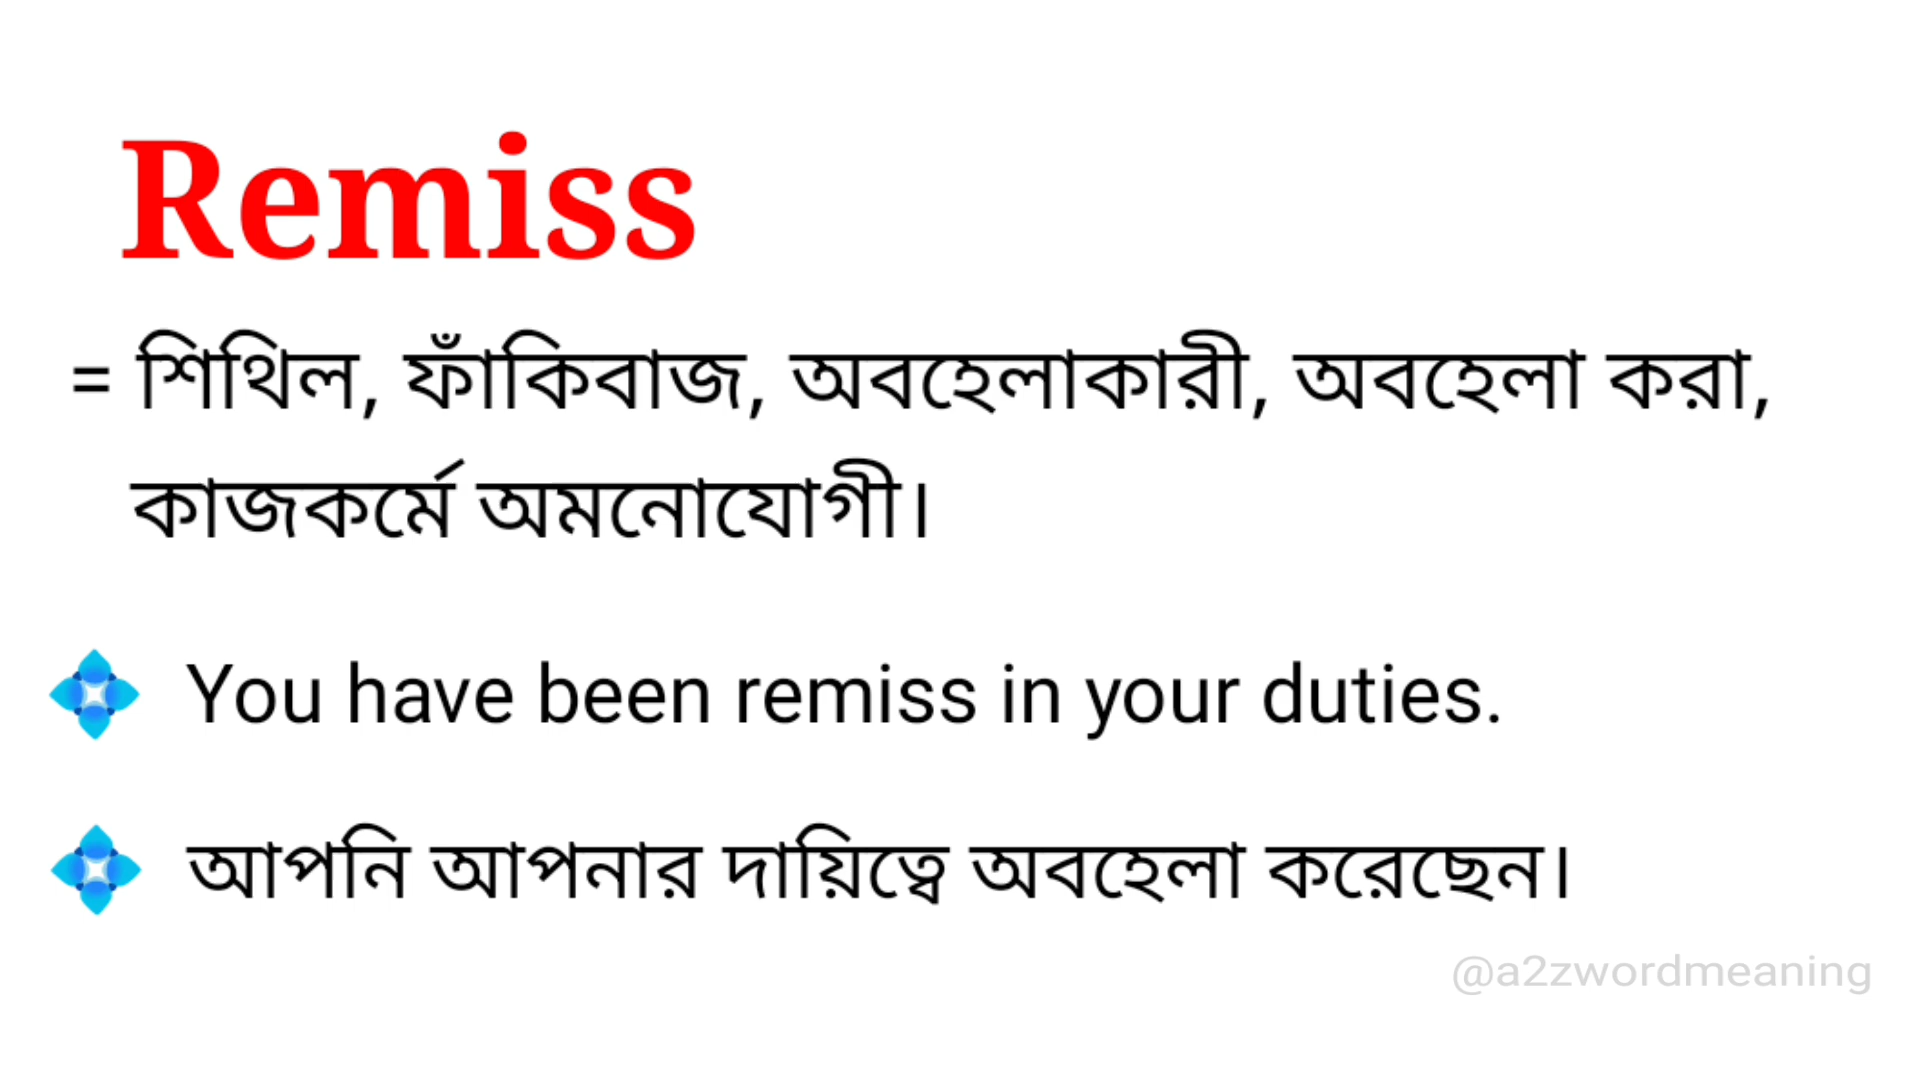 Remiss
= শিথিল, ফাঁকিবাজ, অবহেলাকারী, অবহেলা করা,
কাজকর্মে অমনোযোগী।
You have been remiss in your duties.
আপনি আপনার দায়িত্বে অবহেলা করেছেন।
@a2zwordmeaning